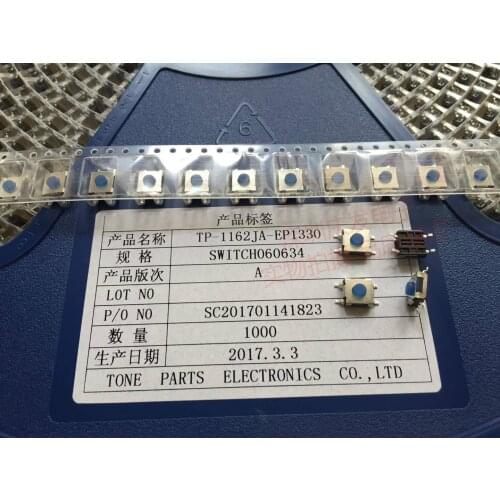 6
产品标签
产品名称 TP-1162JA-EP1330
规格 SWITCH060634
产品版次 A
LOT NO
P/O NO SC201701141823
数量 1000
生产日期 2017.3.3
TONE PARTS ELECTRONICS CO.,LTD